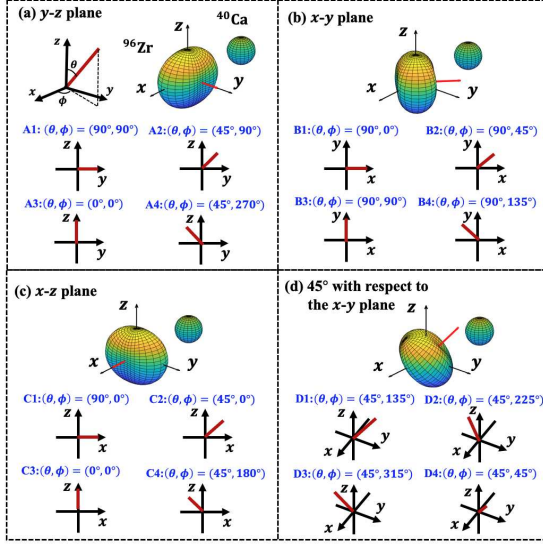 (a) y-z plane
⁴⁰Ca
⁹⁶Zr
z
θ
x
ϕ
y
z
x
y
A1:(θ,ϕ) = (90°,90°)
A2:(θ,ϕ) = (45°,90°)
z
y
z
y
A3:(θ,ϕ) = (0°,0°)
A4:(θ,ϕ) = (45°,270°)
z
y
z
y
(b) x-y plane
z
x
y
B1:(θ,ϕ) = (90°,0°)
B2:(θ,ϕ) = (90°,45°)
y
x
y
x
B3:(θ,ϕ) = (90°,90°)
B4:(θ,ϕ) = (90°,135°)
y
x
y
x
(c) x-z plane
z
x
y
C1:(θ,ϕ) = (90°,0°)
C2:(θ,ϕ) = (45°,0°)
z
x
z
x
C3:(θ,ϕ) = (0°,0°)
C4:(θ,ϕ) = (45°,180°)
z
x
z
x
(d) 45° with respect to
the x-y plane
z
x
y
D1:(θ,ϕ) = (45°,135°)
D2:(θ,ϕ) = (45°,225°)
z
x
y
z
x
y
D3:(θ,ϕ) = (45°,315°)
D4:(θ,ϕ) = (45°,45°)
z
x
y
z
x
y